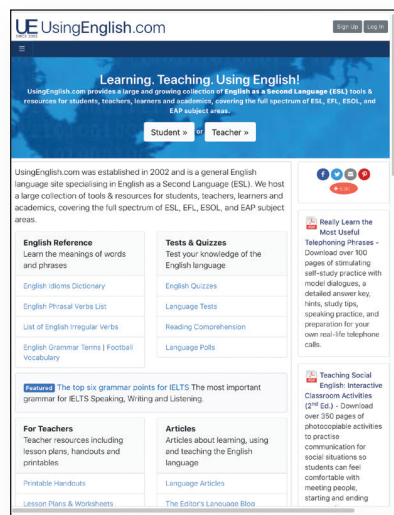 UE UsingEnglish.com
SINCE 2002
Sign Up Log In
Learning. Teaching. Using English!
UsingEnglish.com provides a large and growing collection of English as a Second Language (ESL) tools &
resources for students, teachers, learners and academics, covering the full spectrum of ESL, EFL, ESOL, and
EAP subject areas.
Student » or Teacher »
UsingEnglish.com was established in
2002 and is a general English
language site specialising in English
as a Second Language (ESL). We host
a large collection of tools & resources
for students, teachers, learners and
academics, covering the full spectrum
of ESL, EFL, ESOL, and EAP subject
areas.
English Reference
Learn the meanings of words
and phrases
English Idioms Dictionary
English Phrasal Verbs List
List of English Irregular Verbs
English Grammar Terms | Football
Vocabulary
Tests & Quizzes
Test your knowledge of the
English language
English Quizzes
Language Tests
Reading Comprehension
Language Polls
Featured The top six grammar points for IELTS The most important
grammar for IELTS Speaking, Writing and Listening.
For Teachers
Teacher resources including
lesson plans, handouts and
printables
Printable Handouts
Lesson Plans & Worksheets
Articles
Articles about learning, using
and teaching the English
language
Language Articles
The Editor's Language Blog
Really Learn the
Most Useful
Telephoning Phrases -
Download over 100
pages of stimulating
self-study practice with
model dialogues, a
detailed answer key,
hints, study tips,
speaking practice, and
preparation for your
own real-life telephone
calls.
Teaching Social
English: Interactive
Classroom Activities
(2nd Ed.) - Download
over 350 pages of
photocopiable activities
to practise
communication for
social situations so
students can feel
comfortable with
meeting people,
starting and ending